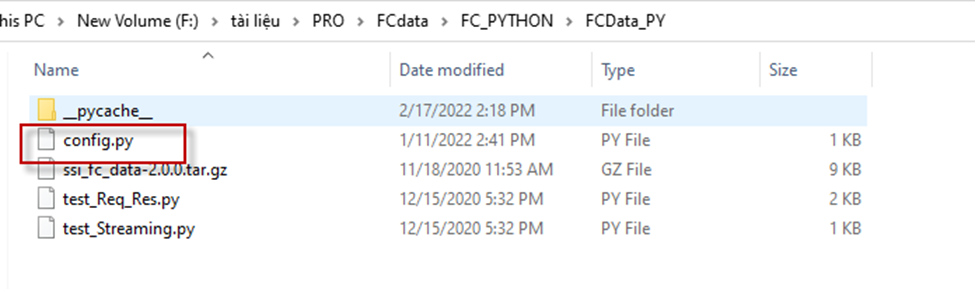 his PC > New Volume (F:) > tài liệu > PRO > FCdata > FC_PYTHON > FCData_PY
Name Date modified Type Size
__pycache__ 2/17/2022 2:18 PM File folder
config.py 1/11/2022 2:41 PM PY File 1 KB
ssi_fc_data-2.0.0.tar.gz 11/18/2020 11:53 AM GZ File 9 KB
test_Req_Res.py 12/15/2020 5:32 PM PY File 2 KB
test_Streaming.py 12/15/2020 5:32 PM PY File 1 KB